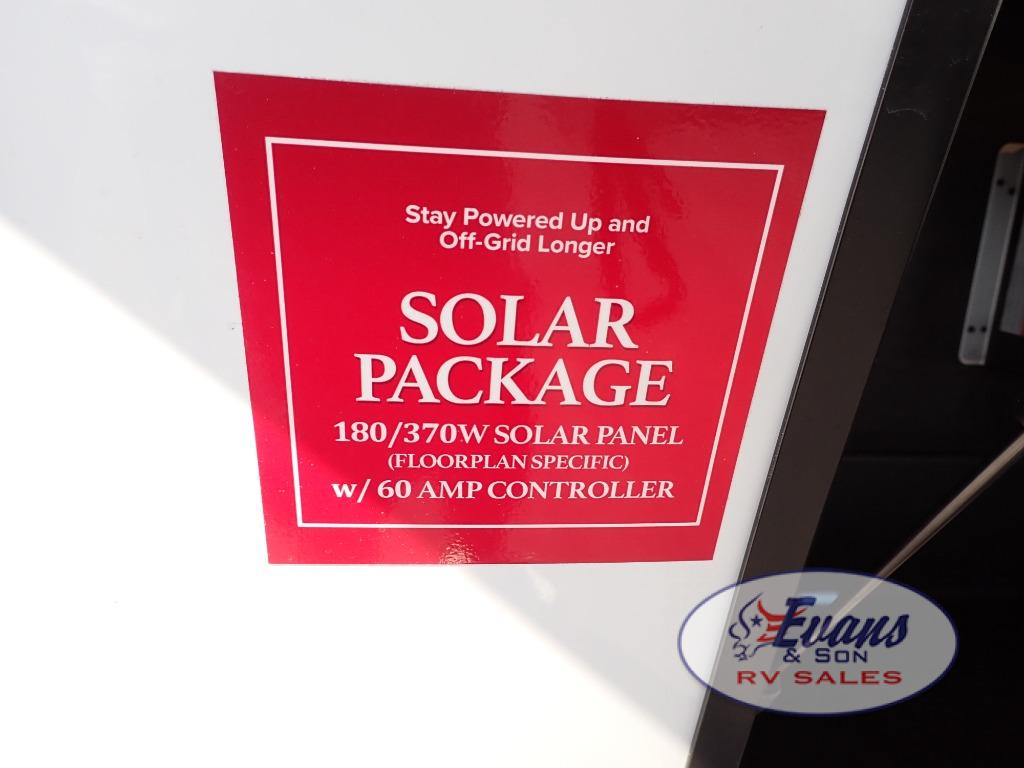 Stay Powered Up and
Off-Grid Longer
SOLAR
PACKAGE
180/370W SOLAR PANEL
(FLOORPLAN SPECIFIC)
w/ 60 AMP CONTROLLER
Evans
& SON
RV SALES